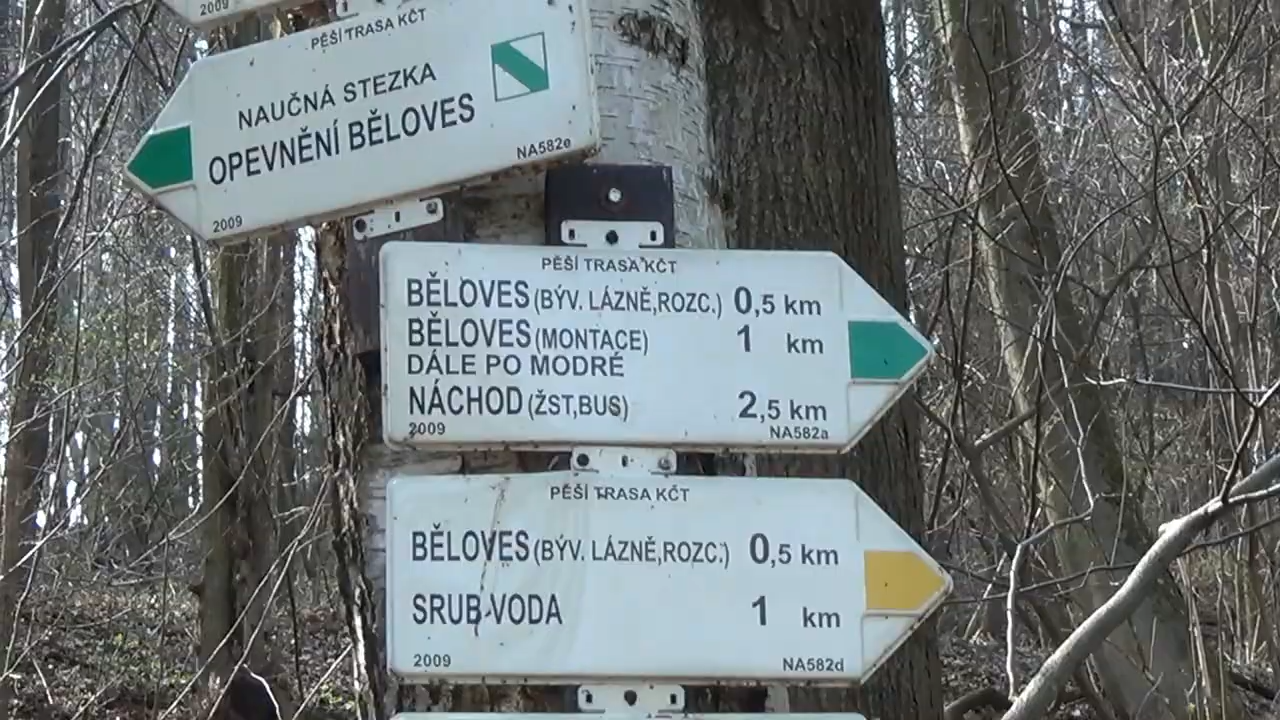 2009
PĚŠÍ TRASA KČT
NAUČNÁ STEZKA
OPEVNĚNÍ BĚLOVES
NA582e
2009
PĚŠÍ TRASA KČT
BĚLOVES (BÝV. LÁZNĚ,ROZC.) 0,5 km
BĚLOVES (MONTACE) 1 km
DÁLE PO MODRÉ
NÁCHOD (ŽST,BUS) 2,5 km
2009 NA582a
PĚŠÍ TRASA KČT
BĚLOVES (BÝV. LÁZNĚ,ROZC.) 0,5 km
SRUB-VODA 1 km
2009 NA582d